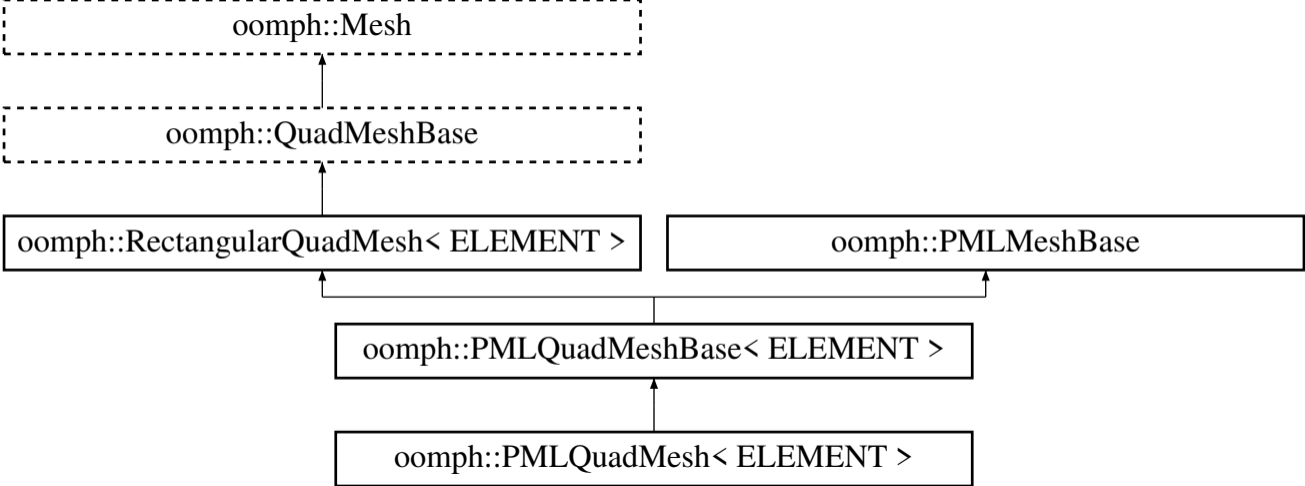 oomph::Mesh
oomph::QuadMeshBase
oomph::RectangularQuadMesh< ELEMENT >
oomph::PMLMeshBase
oomph::PMLQuadMeshBase< ELEMENT >
oomph::PMLQuadMesh< ELEMENT >